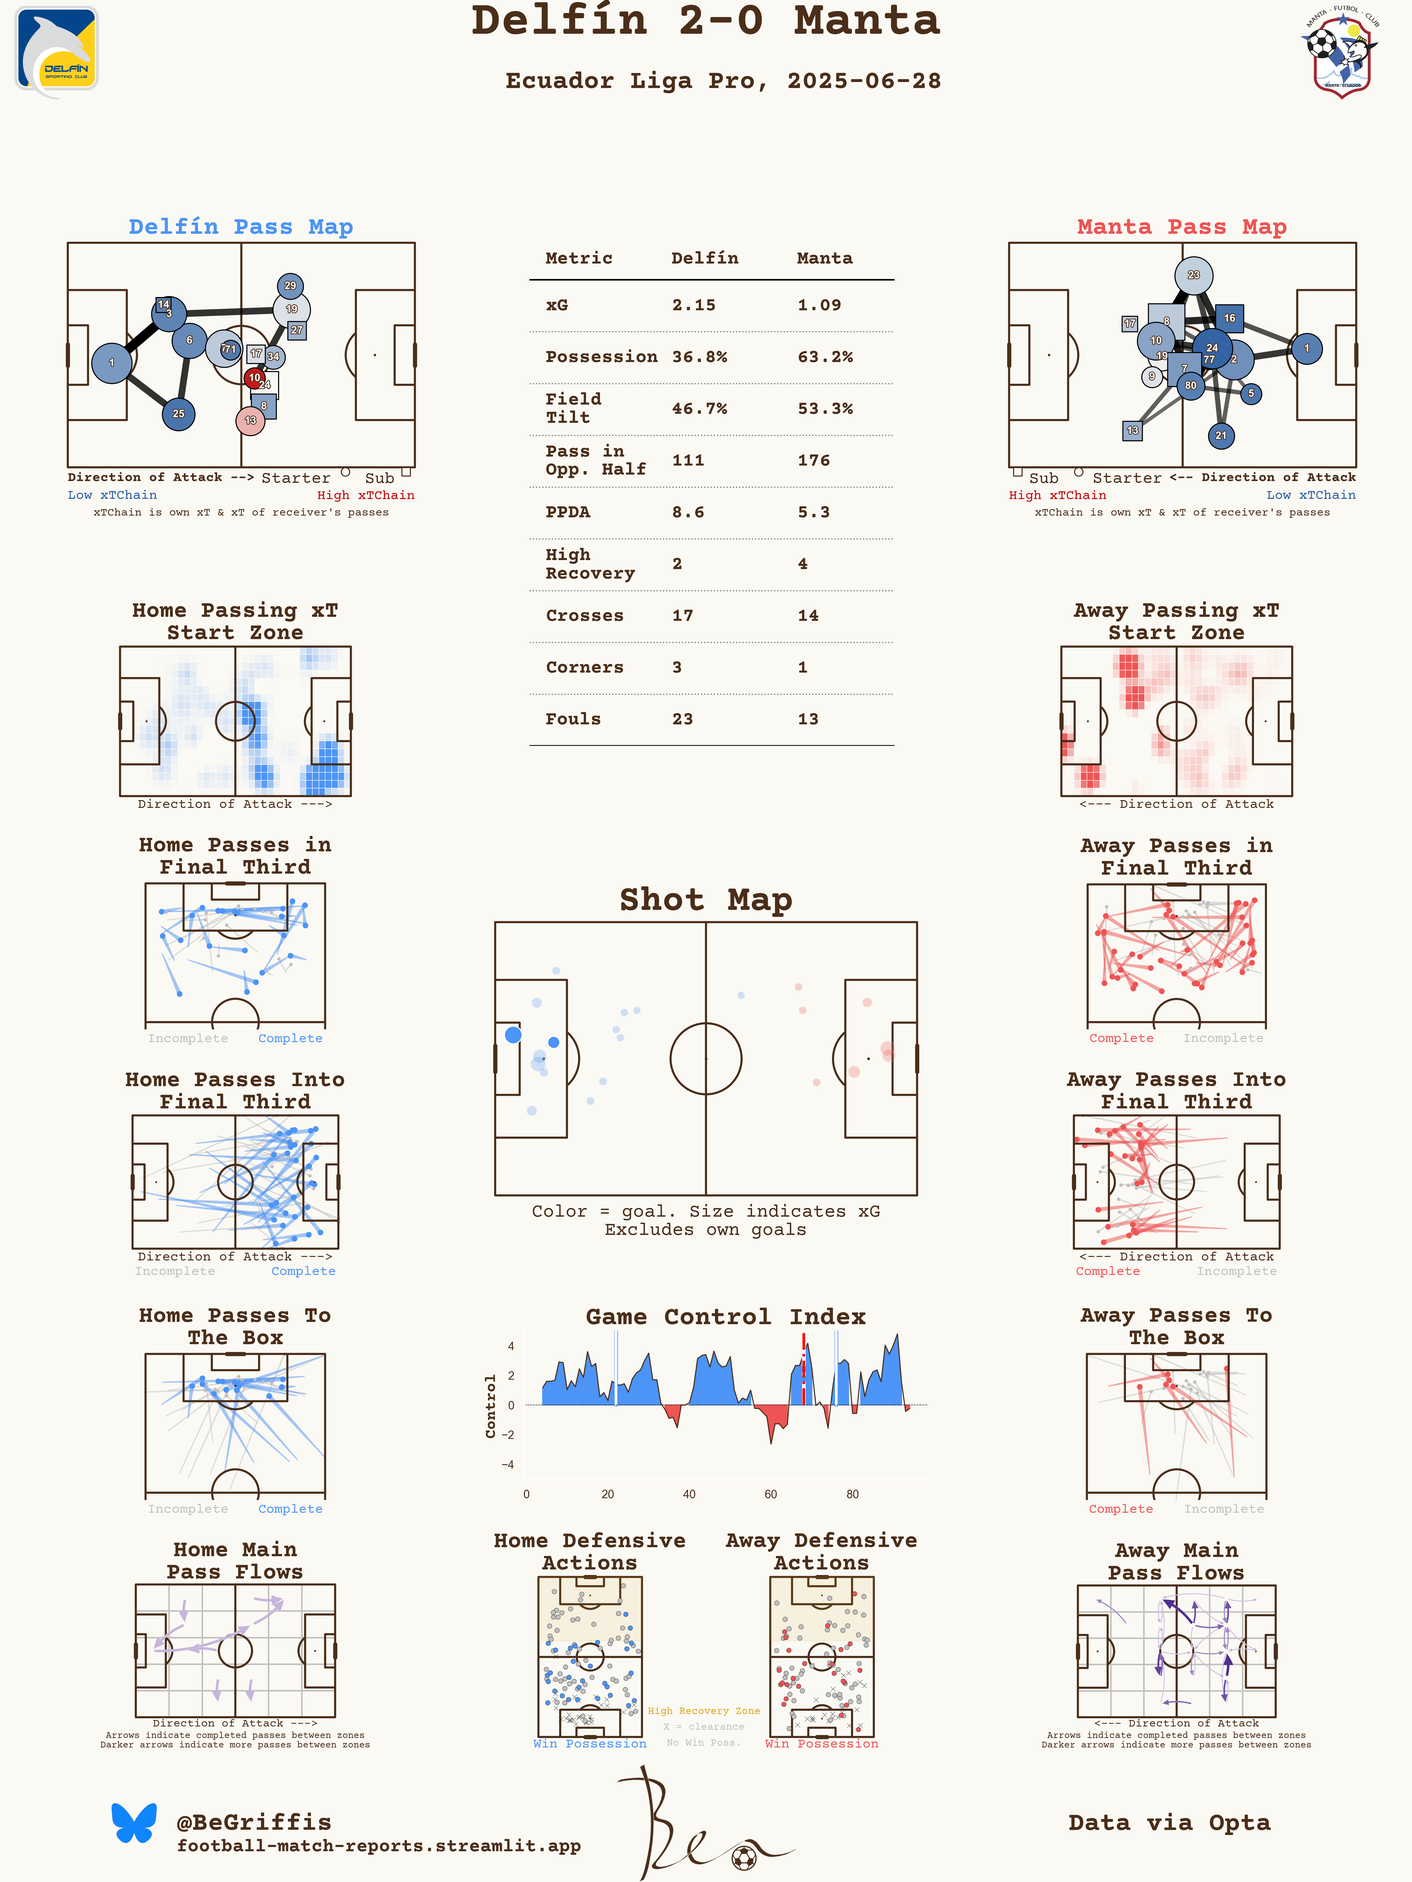 Delfín 2-0 Manta
Ecuador Liga Pro, 2025-06-28
DELFIN
SPORTING CLUB
MANTA - FUTBOL - CLUB
MANTA-ECUADOR
Delfín Pass Map
14
3
1
6
25
71
29
19
27
17
34
10
24
8
13
Direction of Attack --> Starter Sub
Low xTChain High xTChain
xTChain is own xT & xT of receiver's passes
Metric Delfín Manta
xG 2.15 1.09
Possession 36.8% 63.2%
Field
Tilt 46.7% 53.3%
Pass in
Opp. Half 111 176
PPDA 8.6 5.3
High
Recovery 2 4
Crosses 17 14
Corners 3 1
Fouls 23 13
Manta Pass Map
23
17
8
16
10
19
24
2
1
77
9
7
80
5
13
21
Sub Starter <-- Direction of Attack
High xTChain Low xTChain
xTChain is own xT & xT of receiver's passes
Home Passing xT
Start Zone
Direction of Attack --->
Away Passing xT
Start Zone
<--- Direction of Attack
Home Passes in
Final Third
Incomplete Complete
Away Passes in
Final Third
Complete Incomplete
Shot Map
Color = goal. Size indicates xG
Excludes own goals
Home Passes Into
Final Third
Direction of Attack --->
Incomplete Complete
Away Passes Into
Final Third
<--- Direction of Attack
Complete Incomplete
Home Passes To
The Box
Incomplete Complete
Game Control Index
Control
4
2
0
−2
−4
0 20 40 60 80
Away Passes To
The Box
Complete Incomplete
Home Main
Pass Flows
Direction of Attack --->
Arrows indicate completed passes between zones
Darker arrows indicate more passes between zones
Home Defensive
Actions
Win Possession
Away Defensive
Actions
Win Possession
High Recovery Zone
X = clearance
No Win Poss.
Away Main
Pass Flows
<--- Direction of Attack
Arrows indicate completed passes between zones
Darker arrows indicate more passes between zones
@BeGriffis
football-match-reports.streamlit.app
Ben
Data via Opta